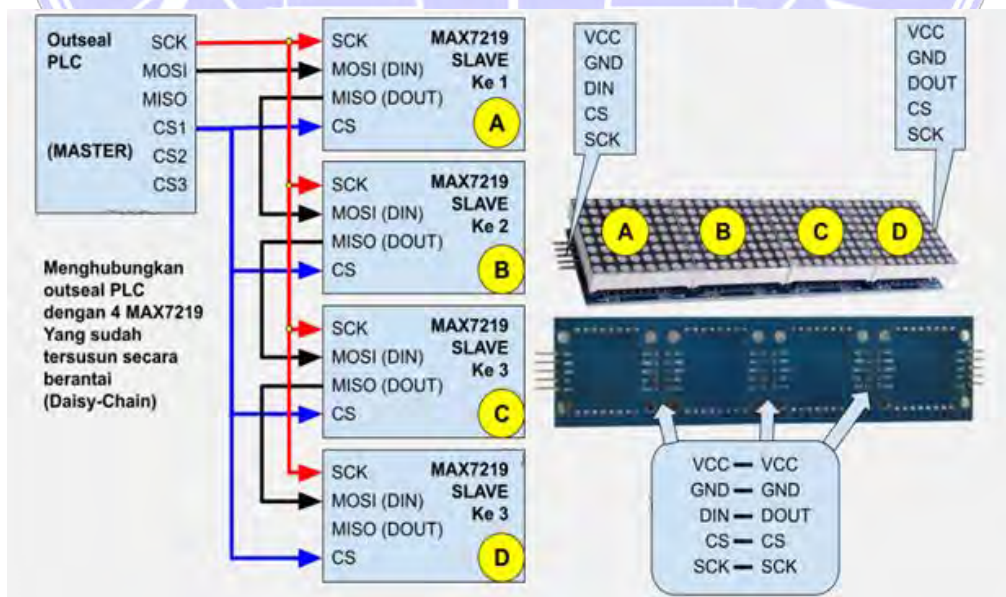 Outseal
PLC
SCK
MOSI
MISO
CS1
(MASTER)
CS2
CS3
SCK
MOSI (DIN)
MISO (DOUT)
CS
MAX7219
SLAVE
Ke 1
A
SCK
MOSI (DIN)
MISO (DOUT)
CS
MAX7219
SLAVE
Ke 2
B
SCK
MOSI (DIN)
MISO (DOUT)
CS
MAX7219
SLAVE
Ke 3
C
SCK
MOSI (DIN)
MISO (DOUT)
CS
MAX7219
SLAVE
Ke 3
D
Menghubungkan
outseal PLC
dengan 4 MAX7219
Yang sudah
tersusun secara
berantai
(Daisy-Chain)
VCC
GND
DIN
CS
SCK
VCC
GND
DOUT
CS
SCK
A B C D
VCC — VCC
GND — GND
DIN — DOUT
CS — CS
SCK — SCK